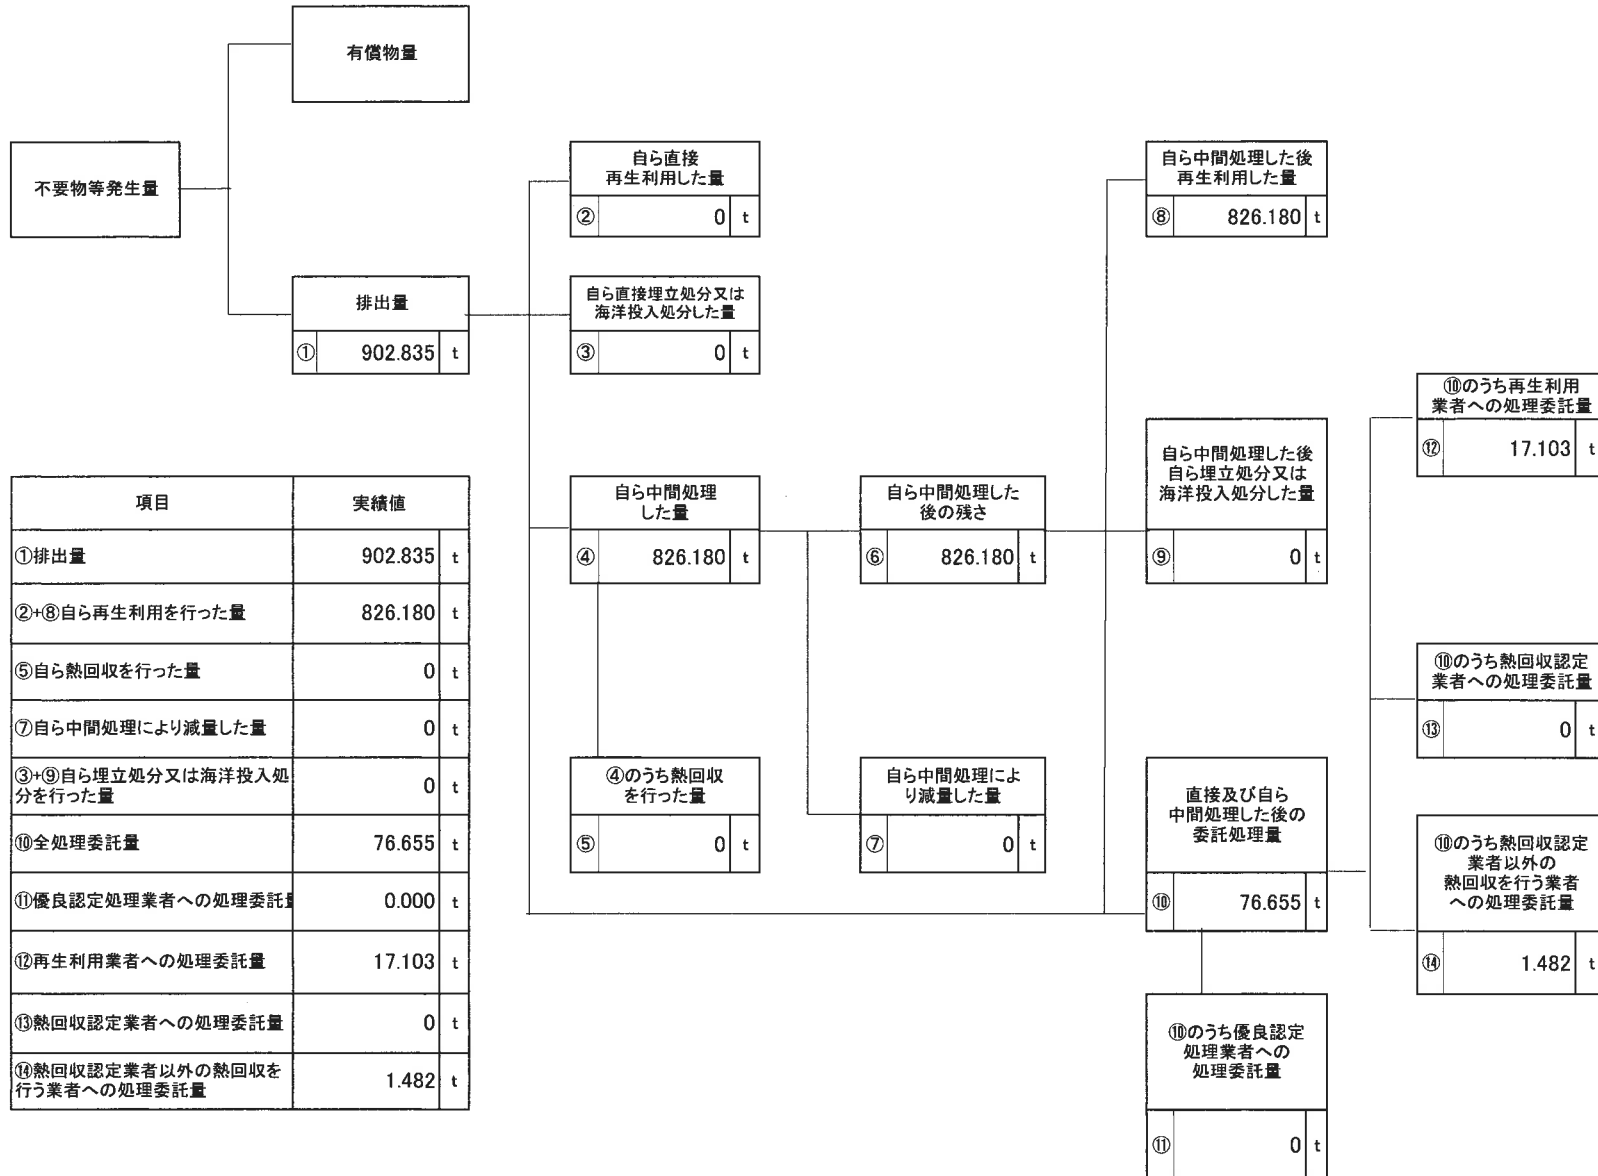 有償物量
不要物等発生量
排出量
① 902.835 t
自ら直接
再生利用した量
② 0 t
自ら直接埋立処分又は
海洋投入処分した量
③ 0 t
自ら中間処理
した量
④ 826.180 t
④のうち熱回収
を行った量
⑤ 0 t
自ら中間処理した
後の残さ
⑥ 826.180 t
自ら中間処理によ
り減量した量
⑦ 0 t
自ら中間処理した後
再生利用した量
⑧ 826.180 t
自ら中間処理した後
自ら埋立処分又は
海洋投入処分した量
⑨ 0 t
直接及び自ら
中間処理した後の
委託処理量
⑩ 76.655 t
⑩のうち優良認定
処理業者への
処理委託量
⑪ 0 t
⑩のうち再生利用
業者への処理委託量
⑫ 17.103 t
⑩のうち熱回収認定
業者への処理委託量
⑬ 0 t
⑩のうち熱回収認定
業者以外の
熱回収を行う業者
への処理委託量
⑭ 1.482 t
項目 実績値
①排出量 902.835 t
②+⑧自ら再生利用を行った量 826.180 t
⑤自ら熱回収を行った量 0 t
⑦自ら中間処理により減量した量 0 t
③+⑨自ら埋立処分又は海洋投入処
分を行った量 0 t
⑩全処理委託量 76.655 t
⑪優良認定処理業者への処理委託量 0.000 t
⑫再生利用業者への処理委託量 17.103 t
⑬熱回収認定業者への処理委託量 0 t
⑭熱回収認定業者以外の熱回収を
行う業者への処理委託量 1.482 t